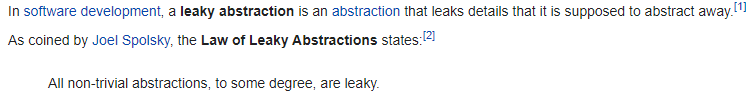 In software development, a leaky abstraction is an abstraction that leaks details that it is supposed to abstract away.[1]
As coined by Joel Spolsky, the Law of Leaky Abstractions states:[2]
All non-trivial abstractions, to some degree, are leaky.